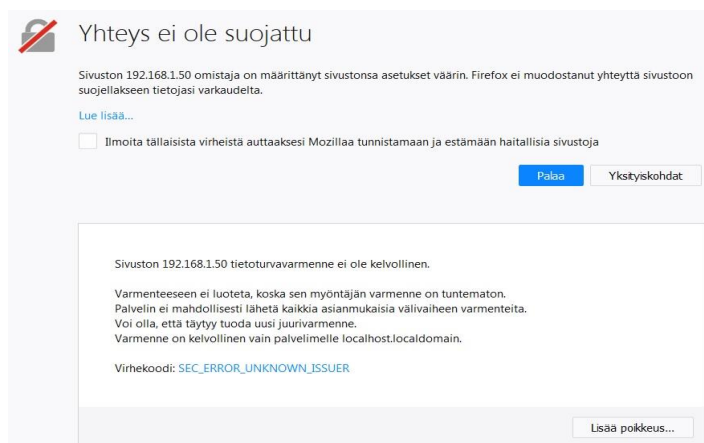 Yhteys ei ole suojattu
Sivuston 192.168.1.50 omistaja on määrittänyt sivustonsa asetukset väärin. Firefox ei muodostanut yhteyttä sivustoon
suojellakseen tietojasi varkaudelta.
Lue lisää...
Ilmoita tällaisista virheistä auttaaksesi Mozillaa tunnistamaan ja estämään haitallisia sivustoja
Palaa Yksityiskohdat
Sivuston 192.168.1.50 tietoturvavarmenne ei ole kelvollinen.
Varmenteeseen ei luoteta, koska sen myöntäjän varmenne on tuntematon.
Palvelin ei mahdollisesti lähetä kaikkia asianmukaisia välivaiheen varmenteita.
Voi olla, että täytyy tuoda uusi juurivarmenne.
Varmenne on kelvollinen vain palvelimelle localhost.localdomain.
Virhekoodi: SEC_ERROR_UNKNOWN_ISSUER
Lisää poikkeus...